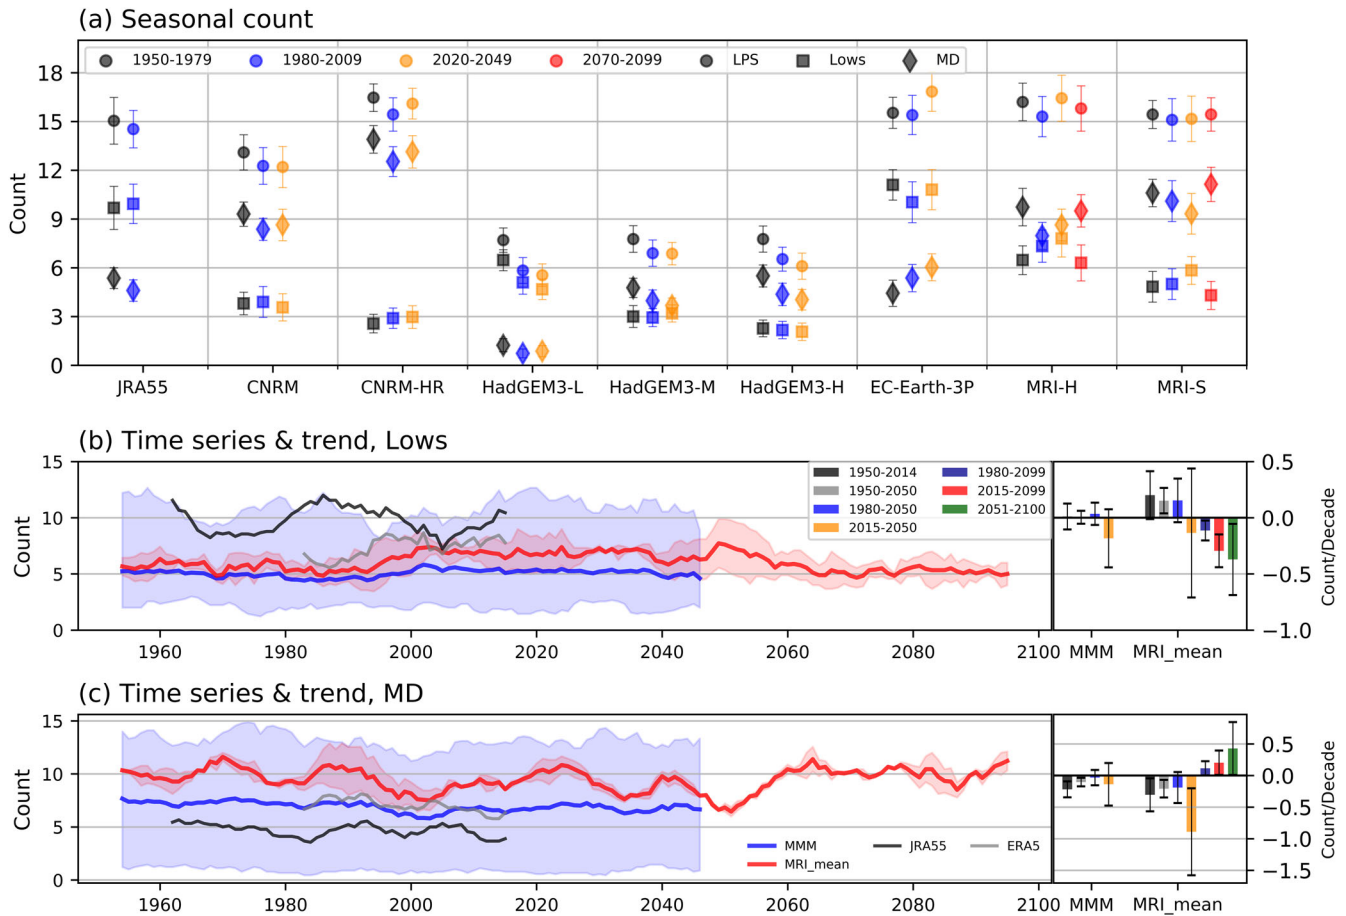 (a) Seasonal count
1950-1979 1980-2009 2020-2049 2070-2099 LPS Lows MD
18
15
12
9
6
3
0
Count
JRA55 CNRM CNRM-HR HadGEM3-L HadGEM3-M HadGEM3-H EC-Earth-3P MRI-H MRI-S
(b) Time series & trend, Lows
15
10
5
0
Count
1950-2014 1980-2099
1950-2050 2015-2099
1980-2050 2051-2100
2015-2050
0.5
0.0
−0.5
−1.0
Count/Decade
1960 1980 2000 2020 2040 2060 2080 2100 MMM MRI_mean
(c) Time series & trend, MD
15
10
5
0
Count
MMM JRA55 ERA5
MRI_mean
0.5
0.0
−0.5
−1.0
−1.5
Count/Decade
1960 1980 2000 2020 2040 2060 2080 2100 MMM MRI_mean